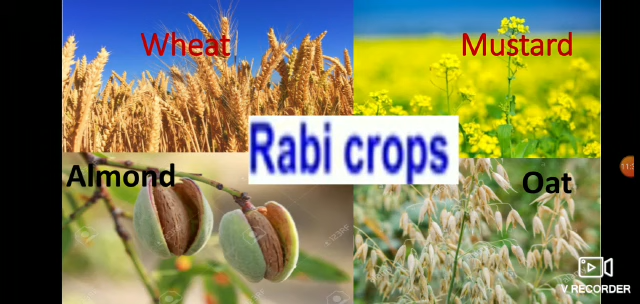 Wheat
Mustard
Rabi crops
Almond
Oat
V RECORDER